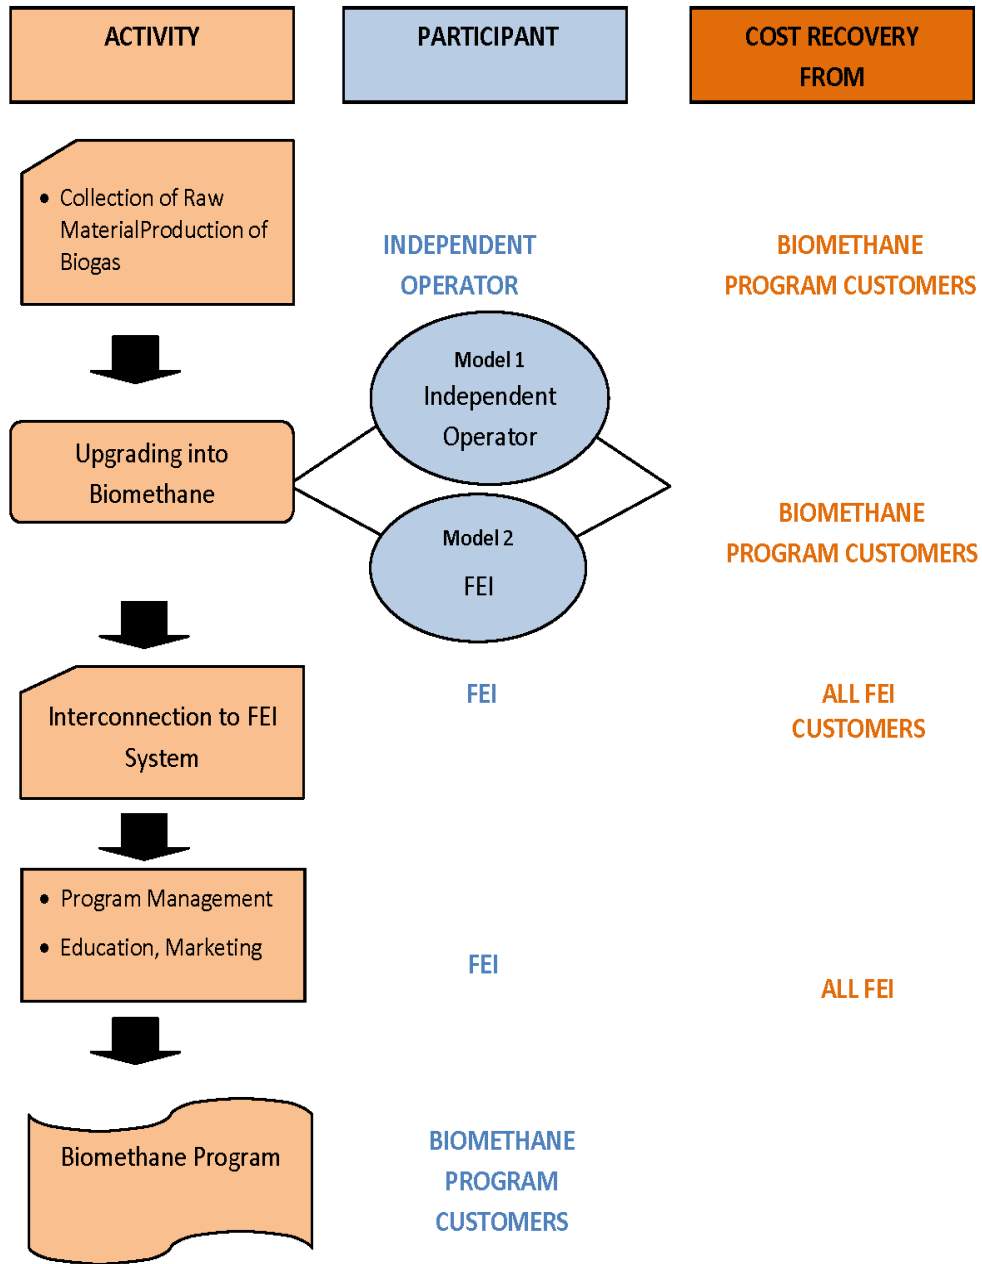 ACTIVITY
PARTICIPANT
COST RECOVERY
FROM
• Collection of Raw
MaterialProduction of
Biogas
INDEPENDENT
OPERATOR
BIOMETHANE
PROGRAM CUSTOMERS
Upgrading into
Biomethane
Model 1
Independent
Operator
Model 2
FEI
BIOMETHANE
PROGRAM CUSTOMERS
Interconnection to FEI
System
FEI
ALL FEI
CUSTOMERS
• Program Management
• Education, Marketing
FEI
ALL FEI
Biomethane Program
BIOMETHANE
PROGRAM
CUSTOMERS